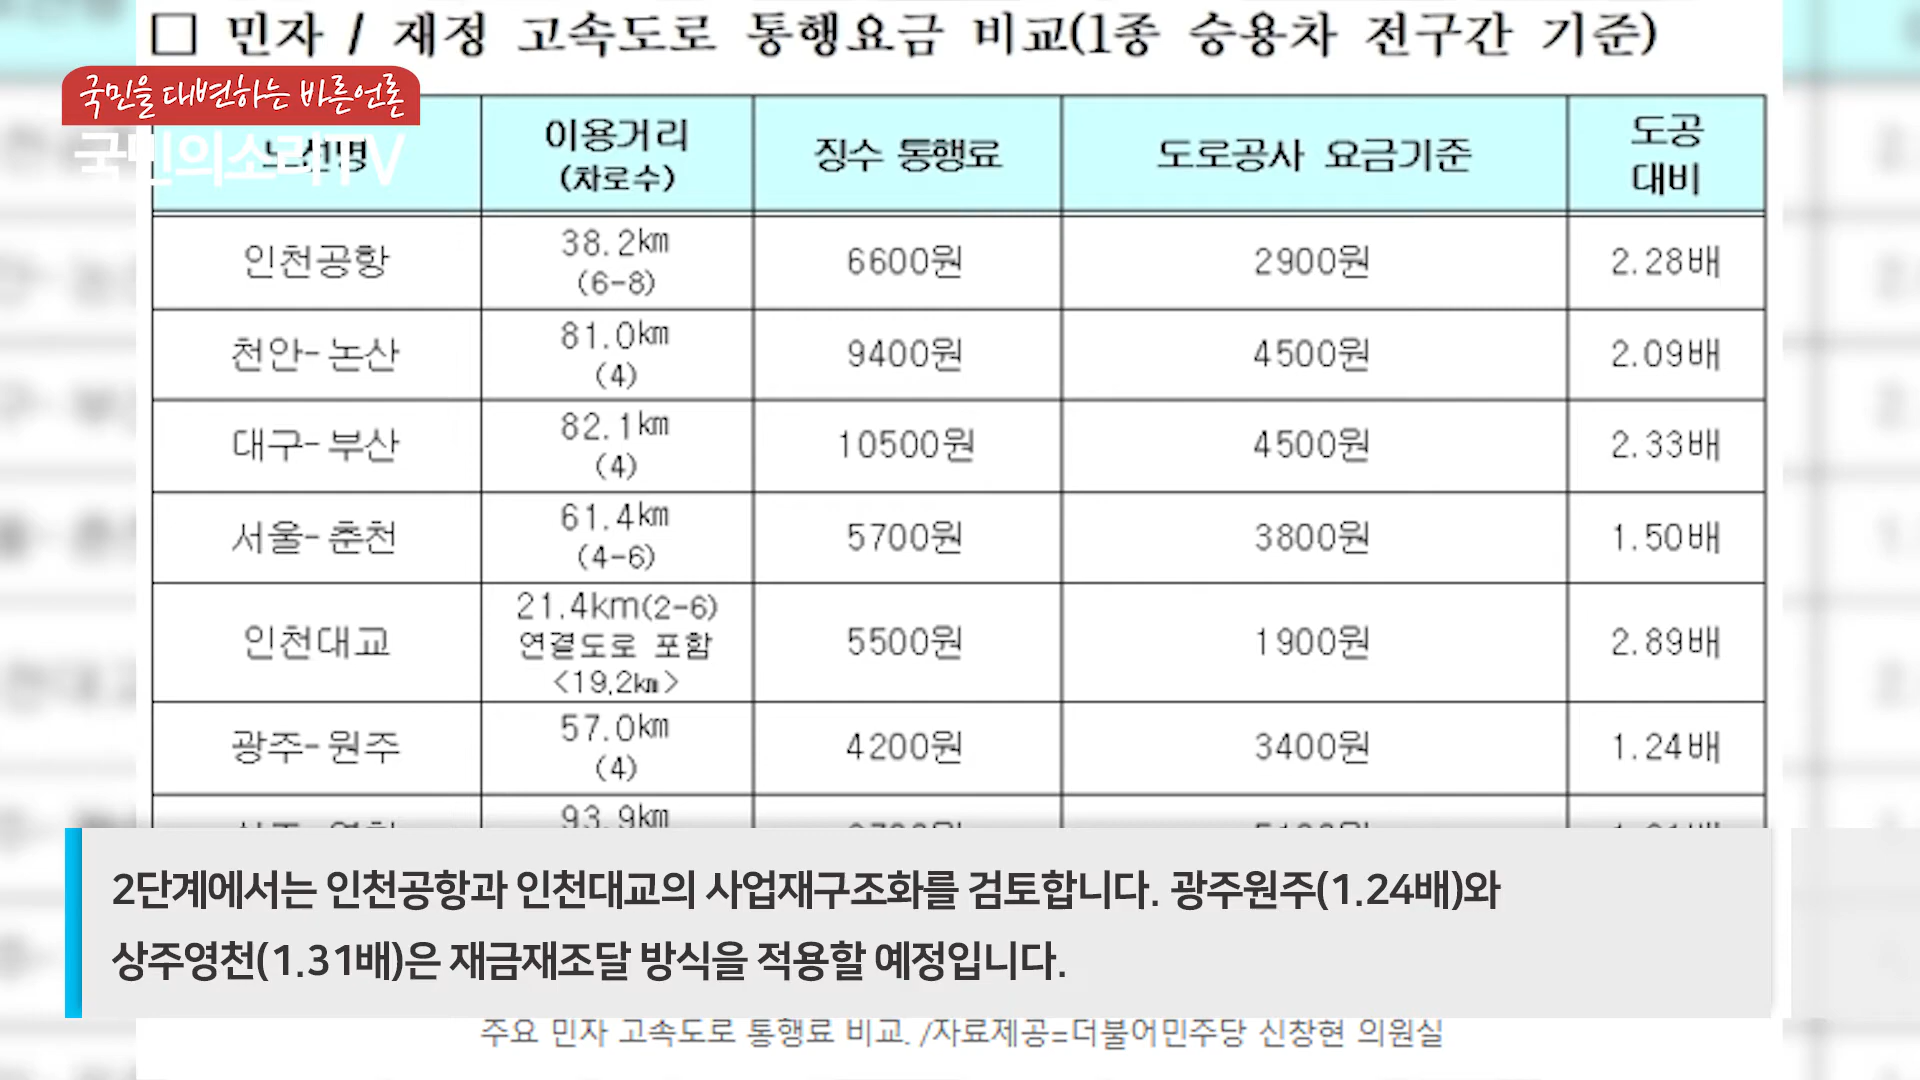 □ 민자 / 재정 고속도로 통행요금 비교(1종 승용차 전구간 기준)
국민을 대변하는 바른언론
국민의소리TV
노선명 이용거리 (차로수) 징수 통행료 도로공사 요금기준 도공 대비
인천공항 38.2㎞ (6-8) 6600원 2900원 2.28배
천안-논산 81.0㎞ (4) 9400원 4500원 2.09배
대구-부산 82.1㎞ (4) 10500원 4500원 2.33배
서울-춘천 61.4㎞ (4-6) 5700원 3800원 1.50배
인천대교 21.4km(2-6) 연결도로 포함 <19,2㎞> 5500원 1900원 2.89배
광주-원주 57.0㎞ (4) 4200원 3400원 1.24배
93.9㎞
2단계에서는 인천공항과 인천대교의 사업재구조화를 검토합니다. 광주원주(1.24배)와
상주영천(1.31배)은 재금재조달 방식을 적용할 예정입니다.
주요 민자 고속도로 통행료 비교. /자료제공=더불어민주당 신창현 의원실